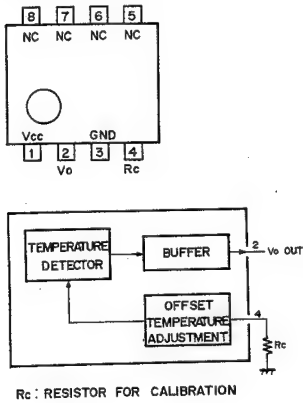 8 7 6 5
NC NC NC NC
Vcc GND
1 2 3 4
Vo Rc
TEMPERATURE
DETECTOR
BUFFER
2
Vo OUT
OFFSET
TEMPERATURE
ADJUSTMENT
4
Rc
Rc : RESISTOR FOR CALIBRATION